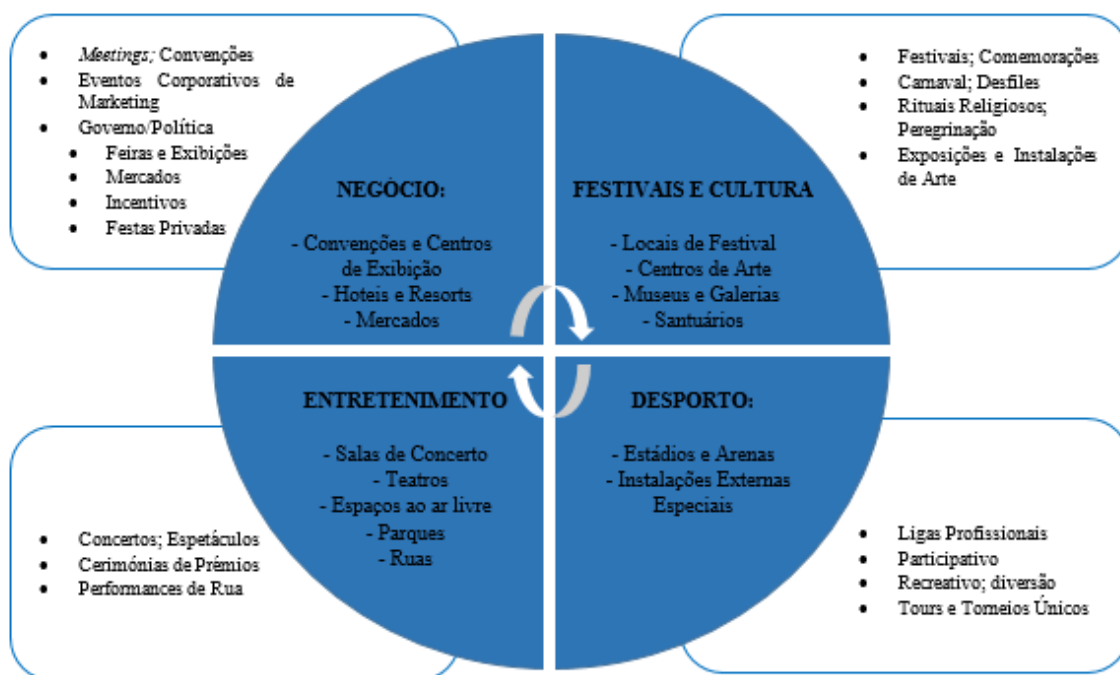 Meetings; Convenções
Eventos Corporativos de
Marketing
Governo/Política
Feiras e Exibições
Mercados
Incentivos
Festas Privadas
Festivais; Comemorações
Carnaval; Desfiles
Rituais Religiosos;
Peregrinação
Exposições e Instalações
de Arte
NEGÓCIO:
- Convenções e Centros
de Exibição
- Hoteis e Resorts
- Mercados
FESTIVAIS E CULTURA
- Locais de Festival
- Centros de Arte
- Museus e Galerias
- Santuários
ENTRETENIMENTO
- Salas de Concerto
- Teatros
- Espaços ao ar livre
- Parques
- Ruas
DESPORTO:
- Estádios e Arenas
- Instalações Externas
Especiais
Concertos; Espetáculos
Cerimónias de Prémios
Performances de Rua
Ligas Profissionais
Participativo
Recreativo; diversão
Tours e Torneios Únicos